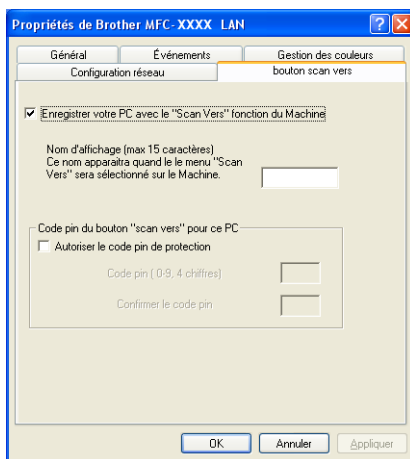 Propriétés de Brother MFC-XXXX LAN
Général
Événements
Gestion des couleurs
Configuration réseau
bouton scan vers
Enregistrer votre PC avec le "Scan Vers" fonction du Machine
Nom d'affichage (max 15 caractères)
Ce nom apparaitra quand le le menu "Scan
Vers" sera sélectionné sur le Machine.
Code pin du bouton "scan vers" pour ce PC
Autoriser le code pin de protection
Code pin ( 0-9, 4 chiffres)
Confirmer le code pin
OK
Annuler
Appliquer